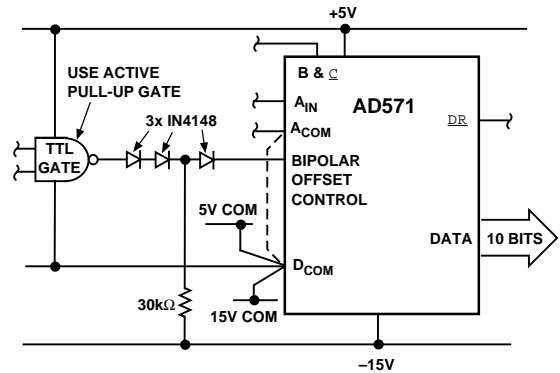 +5V
USE ACTIVE
PULL-UP GATE
B & C
AIN
AD571
3x IN4148
ACOM
DR
TTL
GATE
BIPOLAR
OFFSET
CONTROL
5V COM
DATA
10 BITS
DCOM
30kΩ
15V COM
–15V